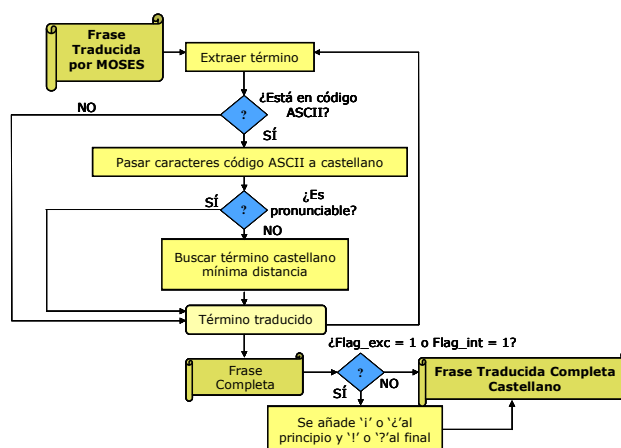 Frase
Traducida
por MOSES
Extraer término
¿Está en código
ASCII?
NO
?
SÍ
Pasar caracteres código ASCII a castellano
¿Es
pronunciable?
SÍ
?
NO
Buscar término castellano
mínima distancia
Término traducido
¿Flag_exc = 1 o Flag_int = 1?
Frase
Completa
?
NO
SÍ
Frase Traducida Completa
Castellano
Se añade ‘¡’ o ‘¿’al
principio y ‘!’ o ‘?’al final